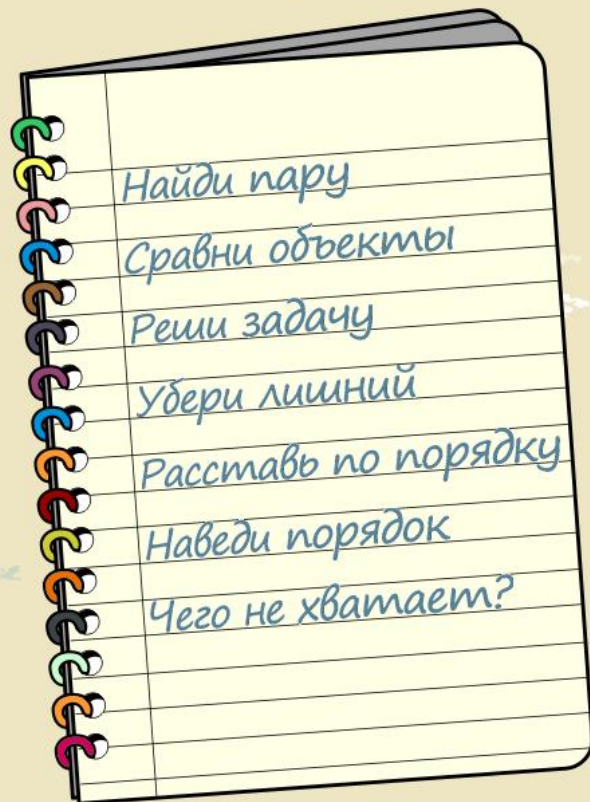 Найди пару
Сравни объекты
Реши задачу
Убери лишний
Расставь по порядку
Наведи порядок
Чего не хватает?